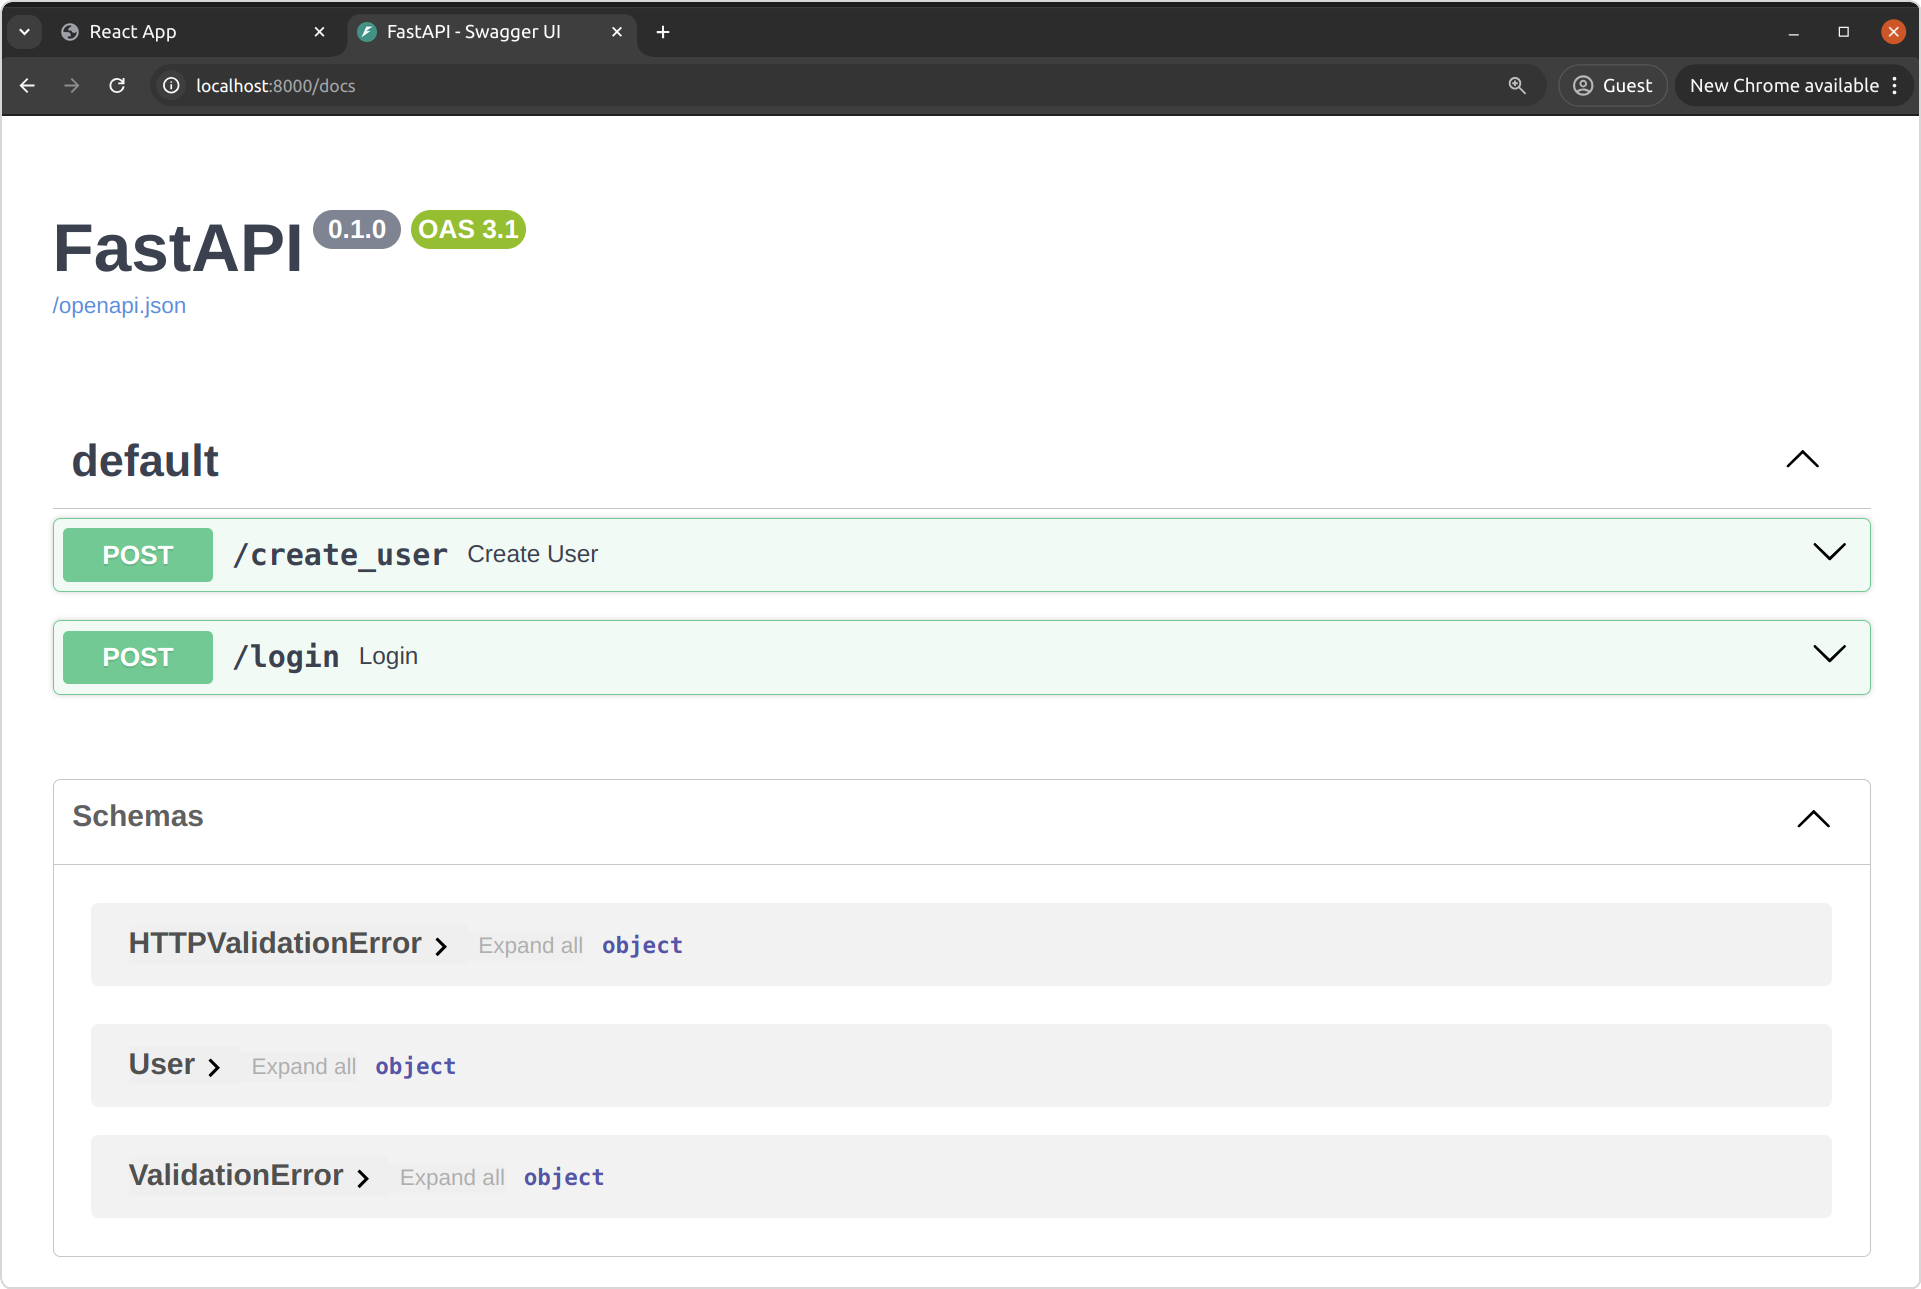 React App
FastAPI - Swagger UI
localhost:8000/docs
Guest
New Chrome available
FastAPI 0.1.0 OAS 3.1
/openapi.json
default
POST /create_user Create User
POST /login Login
Schemas
HTTPValidationError Expand all object
User Expand all object
ValidationError Expand all object